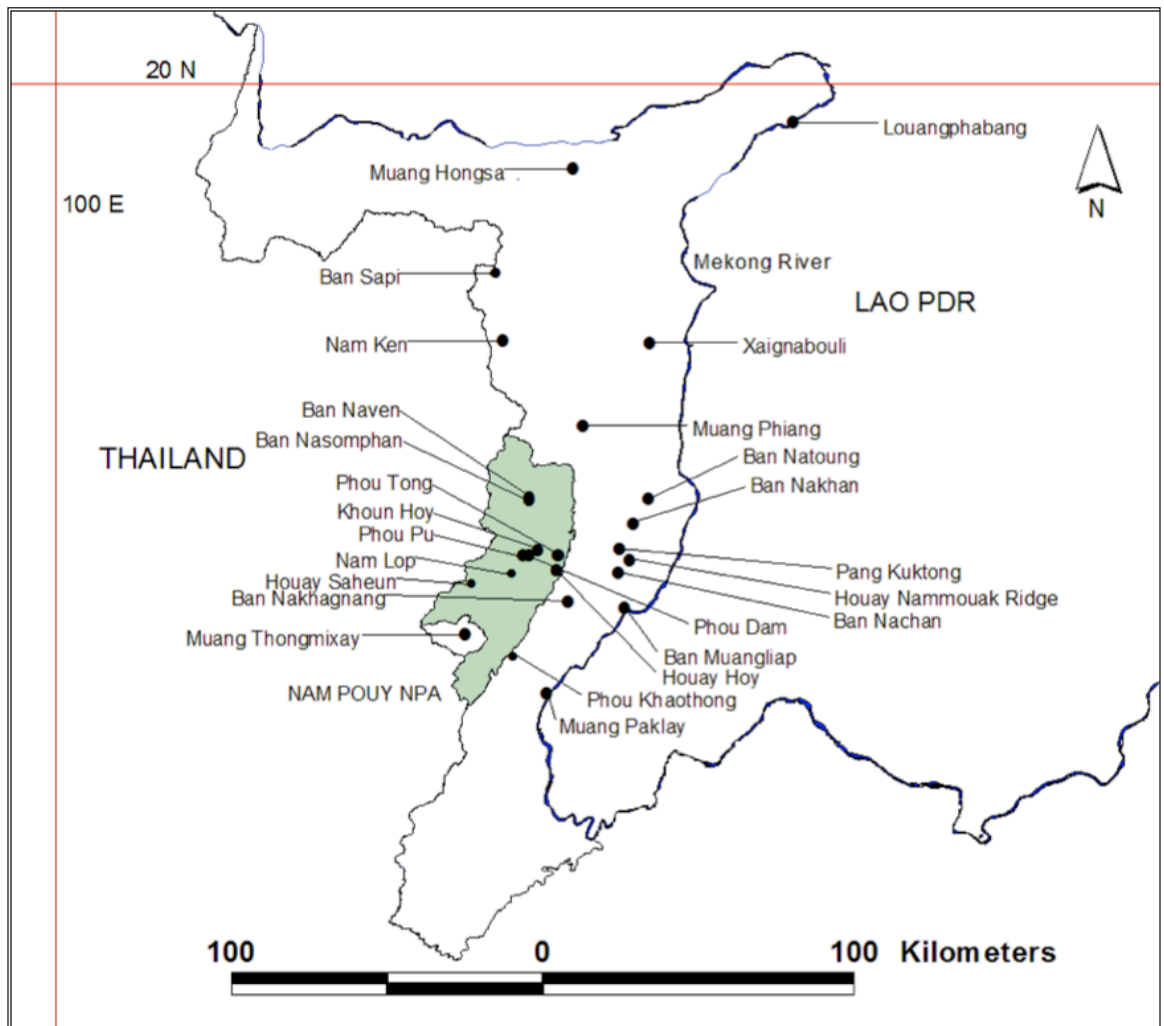 20 N
Louangphabang
Muang Hongsa
100 E
N
Mekong River
Ban Sapi
LAO PDR
Nam Ken
Xaignabouli
Ban Naven
Muang Phiang
Ban Nasomphan
THAILAND
Ban Natoung
Phou Tong
Ban Nakhan
Khoun Hoy
Phou Pu
Nam Lop
Pang Kuktong
Houay Saheun
Ban Nakhagnang
Houay Nammouak Ridge
Ban Nachan
Phou Dam
Muang Thongmixay
Ban Muangliap
Houay Hoy
NAM POUY NPA
Phou Khaothong
Muang Paklay
100 0 100 Kilometers